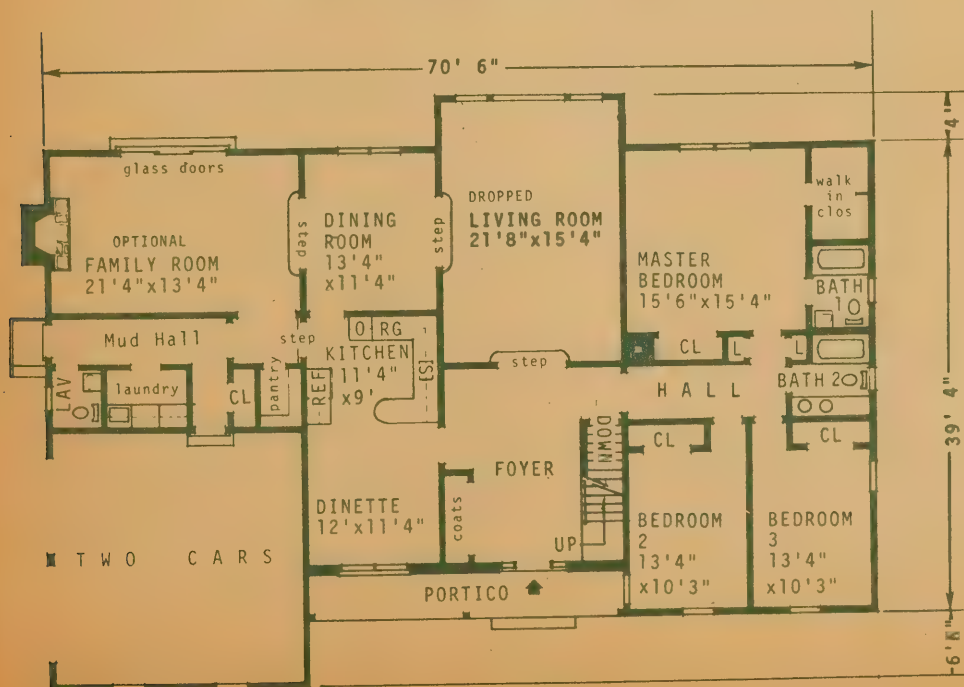 70' 6"
4'
glass doors
OPTIONAL
FAMILY ROOM
21'4"x13'4"
step
DINING
ROOM
13'4"
x11'4"
step
DROPPED
LIVING ROOM
21'8"x15'4"
MASTER
BEDROOM
15'6"x15'4"
walk
in
clos
BATH
1
Mud Hall
step
O RG
KITCHEN
11'4"
x9'
[S]
REF
pantry
CL
laundry
LAV
step
CL
L
L
HALL
BATH 2
39' 4"
DOWN
FOYER
CL
CL
DINETTE
12'x11'4"
coats
UP
BEDROOM
2
13'4"
x10'3"
BEDROOM
3
13'4"
x10'3"
TWO CARS
PORTICO